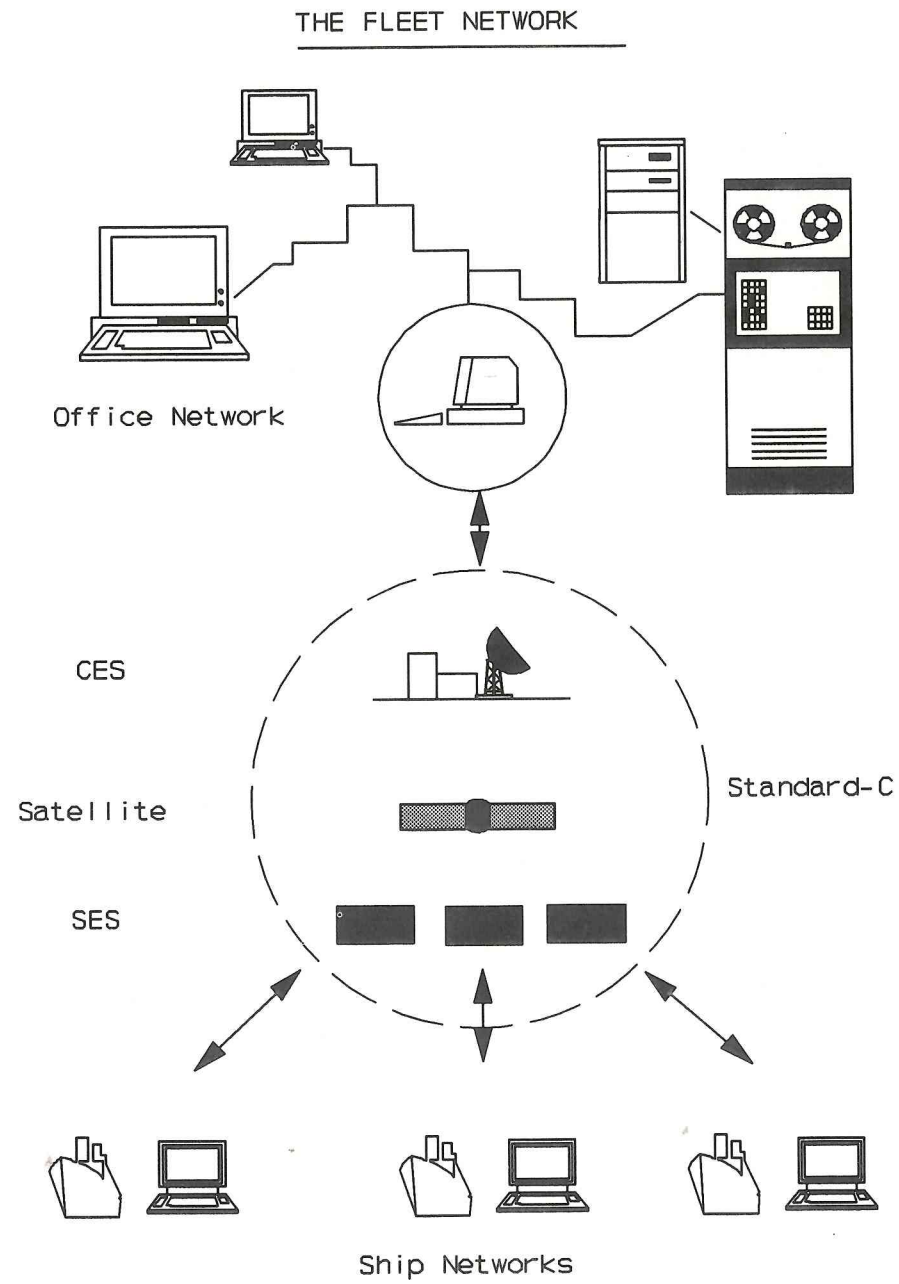 THE FLEET NETWORK
Office Network
CES
Standard-C
Satellite
SES
Ship Networks